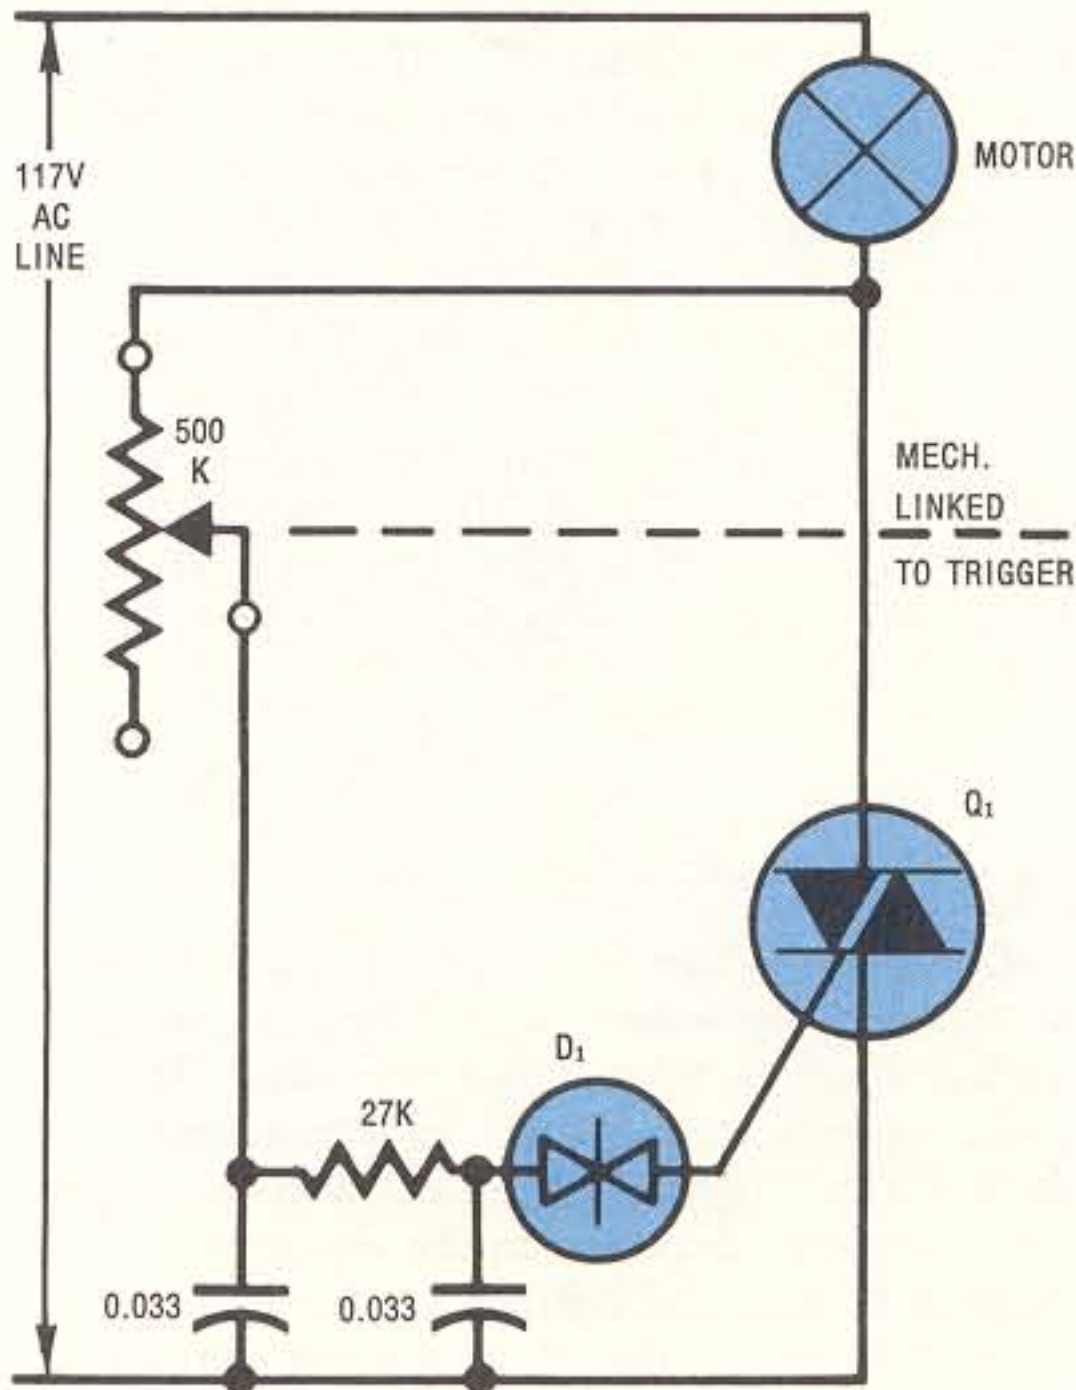 117V
AC
LINE
MOTOR
500
K
MECH.
LINKED
TO TRIGGER
Q₁
D₁
27K
0.033
0.033